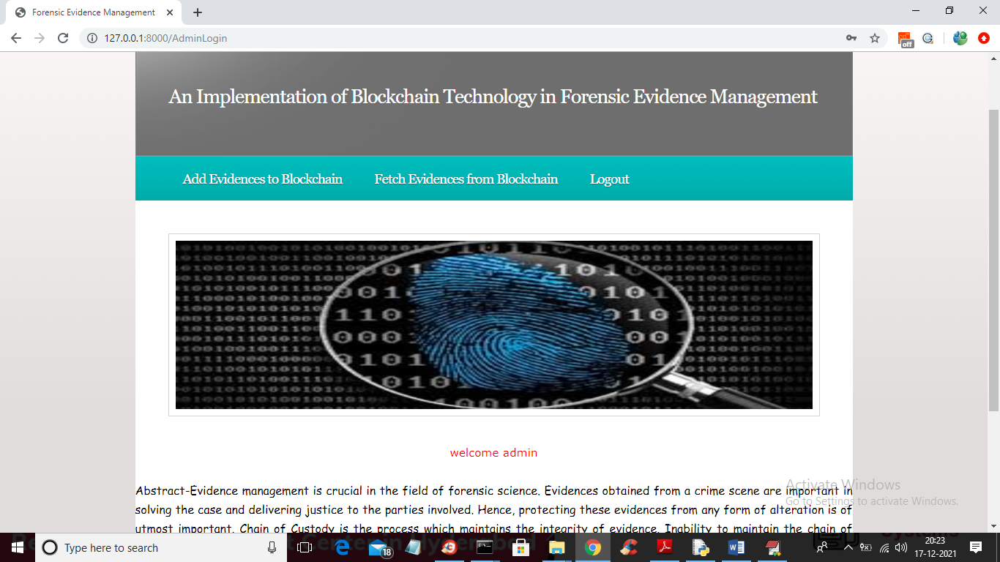 Forensic Evidence Management
127.0.0.1:8000/AdminLogin
off
An Implementation of Blockchain Technology in Forensic Evidence Management
Add Evidences to Blockchain
Fetch Evidences from Blockchain
Logout
welcome admin
Abstract-Evidence management is crucial in the field of forensic science. Evidences obtained from a crime scene are important in
solving the case and delivering justice to the parties involved. Hence, protecting these evidences from any form of alteration is of
utmost important. Chain of Custody is the process which maintains the integrity of evidence. Inability to maintain the chain of
Activate Windows
Go to Settings to activate Windows.
Type here to search
18
20:23
17-12-2021